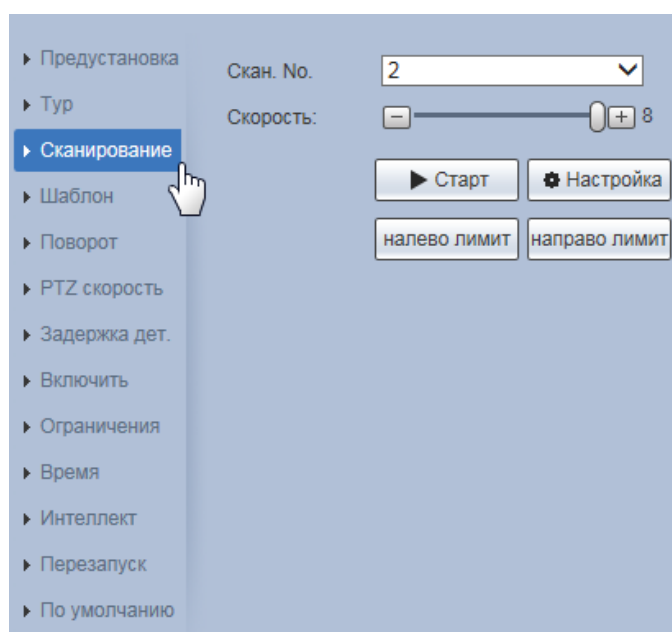 Предустановка
Тур
Сканирование
Шаблон
Поворот
PTZ скорость
Задержка дет.
Включить
Ограничения
Время
Интеллект
Перезапуск
По умолчанию
Скан. No.
2
Скорость:
8
Старт
Настройка
налево лимит
направо лимит